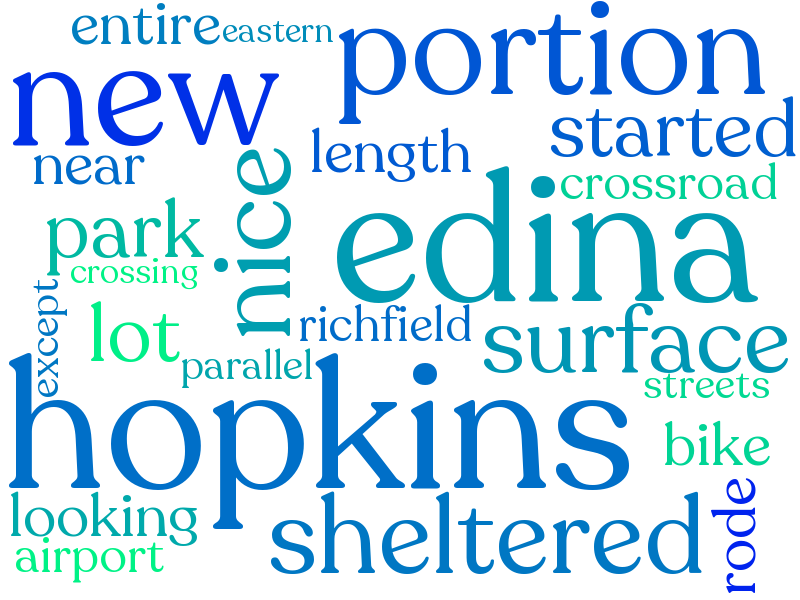 entire eastern portion
new
started
near
length
nice
crossroad
edina
park
crossing
except
lot
richfield
surface
parallel
streets
hopkins
bike
looking
sheltered
rode
airport